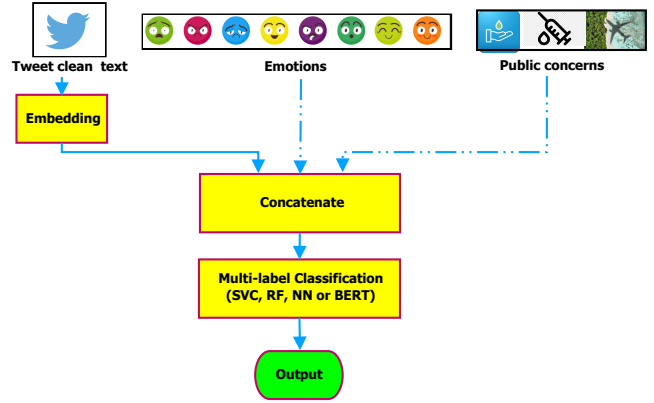 Tweet clean text
Emotions
Public concerns
Embedding
Concatenate
Multi-label Classification
(SVC, RF, NN or BERT)
Output